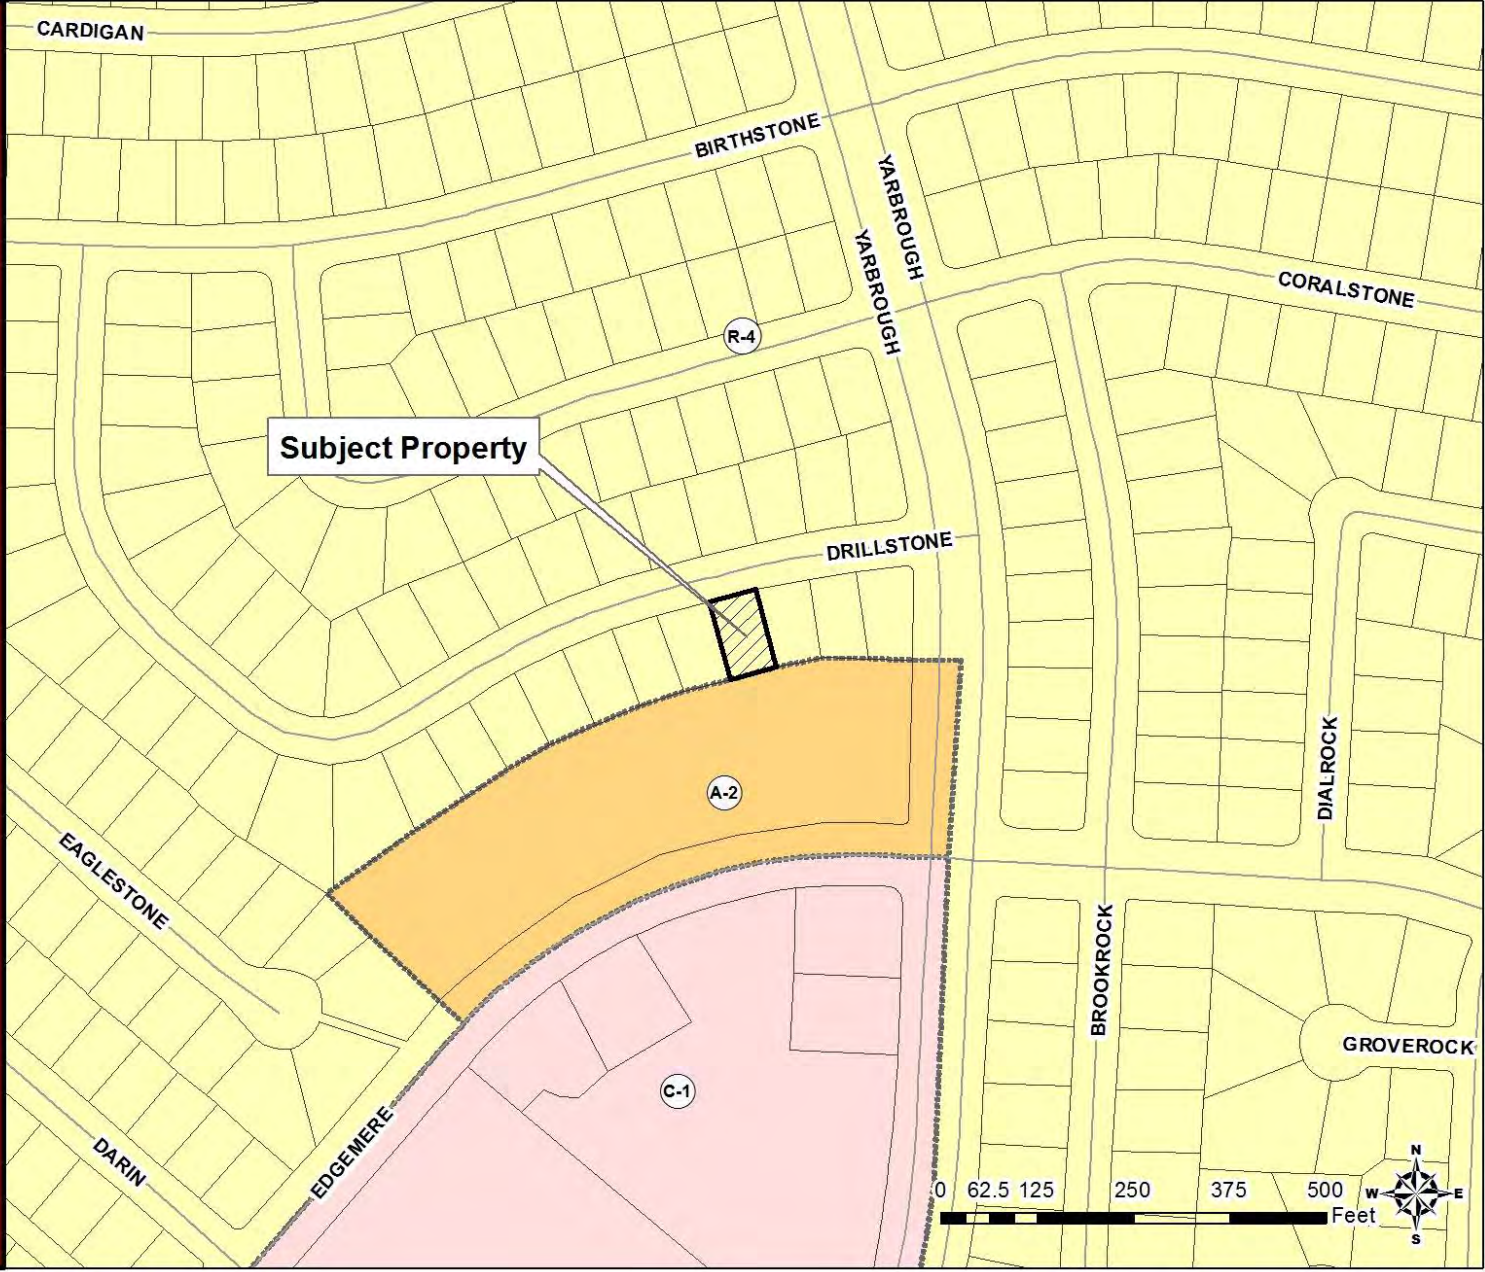 CARDIGAN
BIRTHSTONE
YARBROUGH
YARBROUGH
CORALSTONE
R-4
Subject Property
DRILLSTONE
A-2
DIALROCK
EAGLESTONE
BROOKROCK
GROVEROCK
C-1
EDGEMERE
DARIN
N
W E
S
0 62.5 125 250 375 500
Feet